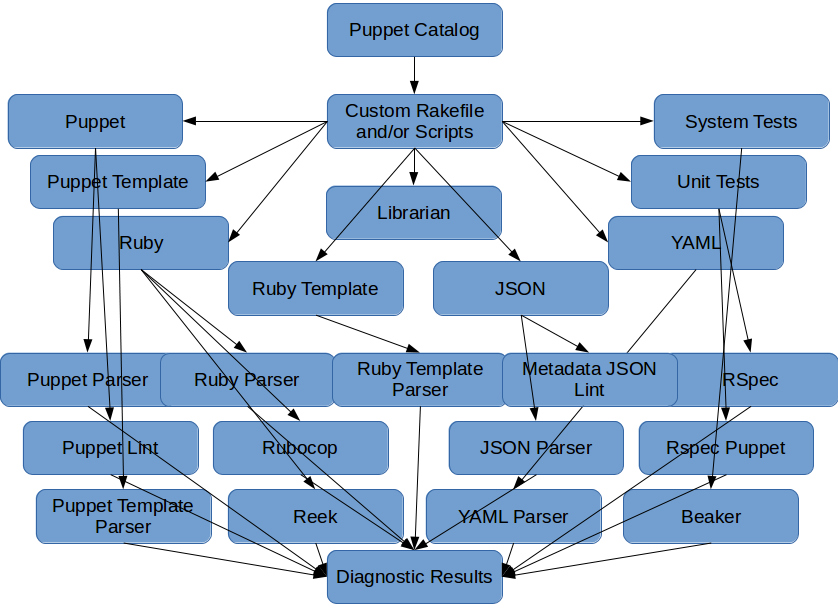 Puppet Catalog
Custom Rakefile
and/or Scripts
Puppet
System Tests
Puppet Template
Unit Tests
Librarian
Ruby
YAML
Ruby Template
JSON
Puppet Parser
Ruby Parser
Ruby Template
Parser
Metadata JSON
Lint
RSpec
Puppet Lint
Rubocop
JSON Parser
Rspec Puppet
Puppet Template
Parser
Reek
YAML Parser
Beaker
Diagnostic Results